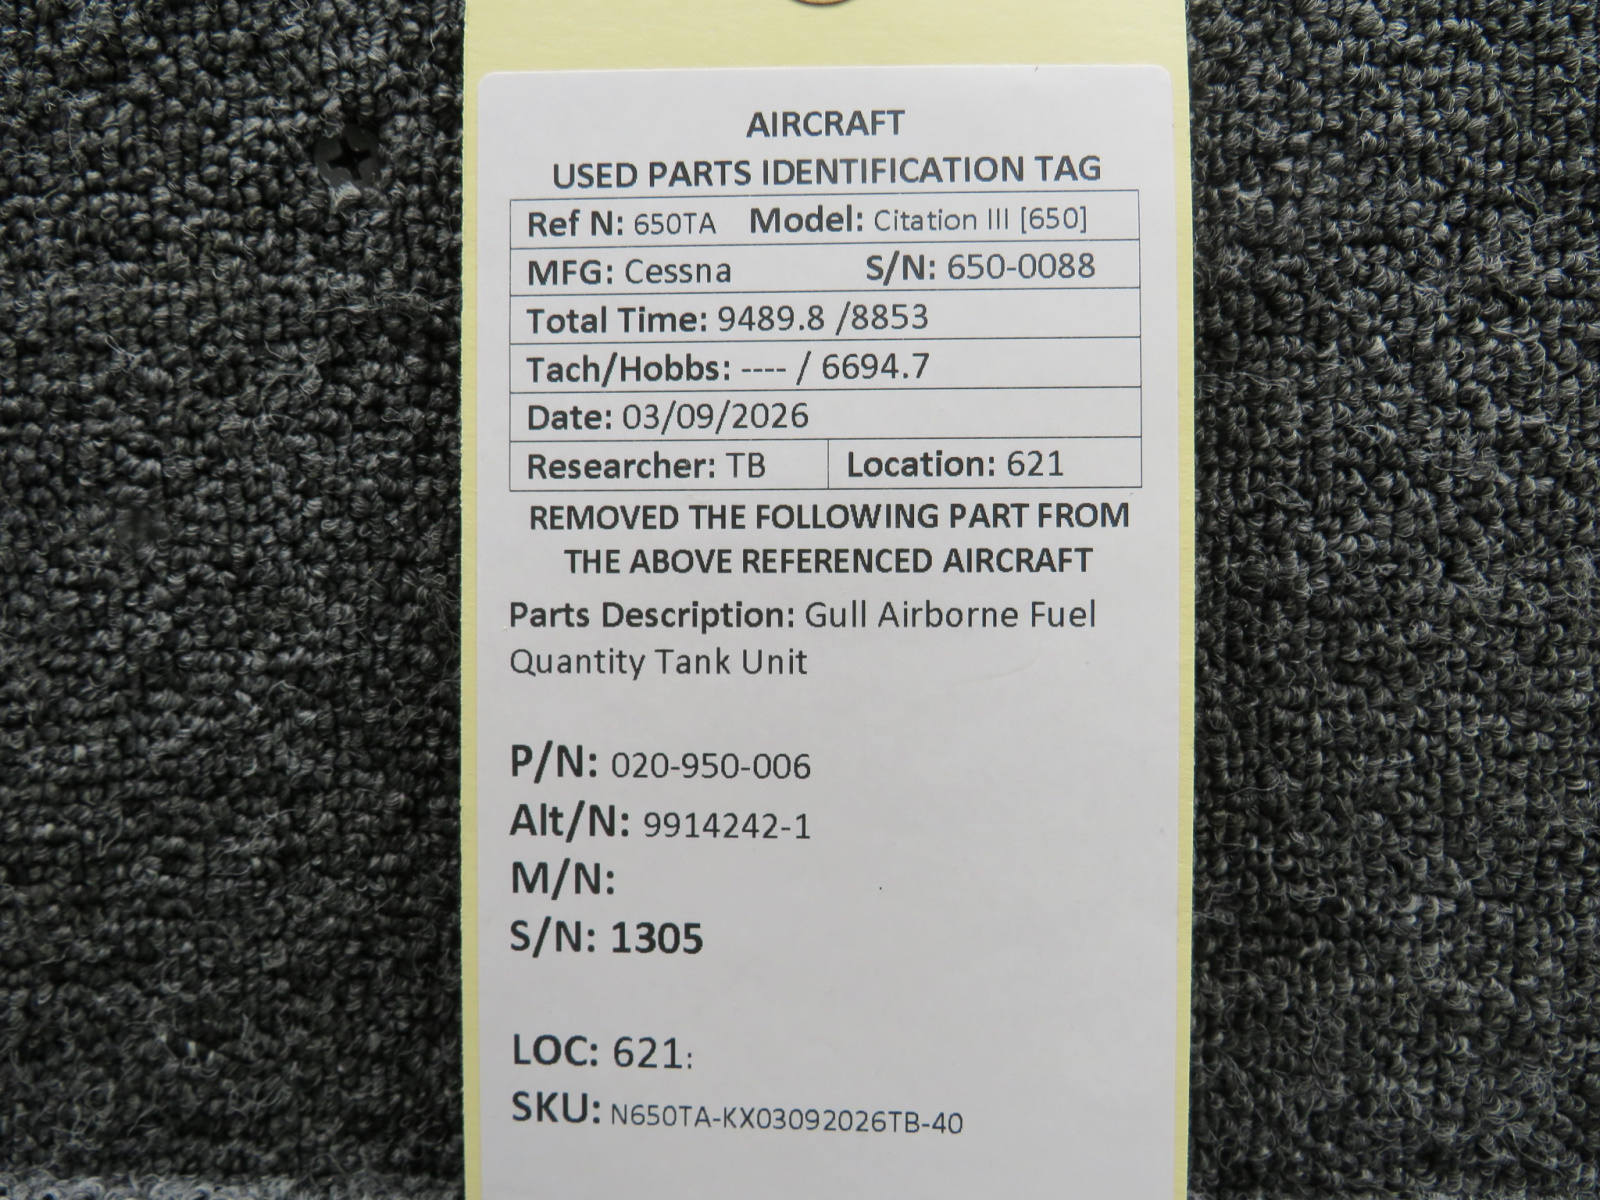 AIRCRAFT
USED PARTS IDENTIFICATION TAG
Ref N: 650TA Model: Citation III [650]
MFG: Cessna S/N: 650-0088
Total Time: 9489.8 /8853
Tach/Hobbs: ---- / 6694.7
Date: 03/09/2026
Researcher: TB Location: 621
REMOVED THE FOLLOWING PART FROM
THE ABOVE REFERENCED AIRCRAFT
Parts Description: Gull Airborne Fuel
Quantity Tank Unit
P/N: 020-950-006
Alt/N: 9914242-1
M/N:
S/N: 1305
LOC: 621:
SKU: N650TA-KX03092026TB-40